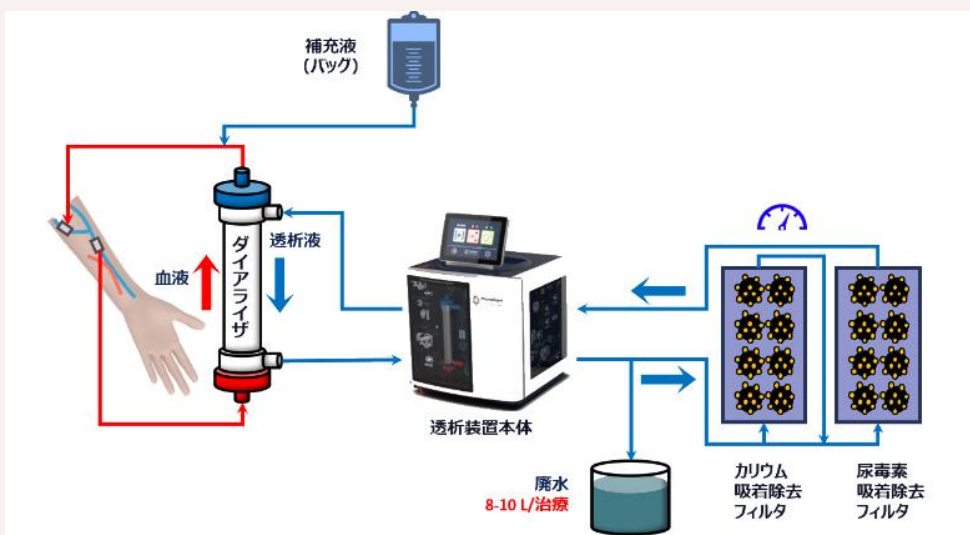 補充液
(バッグ)
ダイアライザ
透析液
血液
透析装置本体
廃水
8-10 L/治療
カリウム
吸着除去
フィルタ
尿毒素
吸着除去
フィルタ